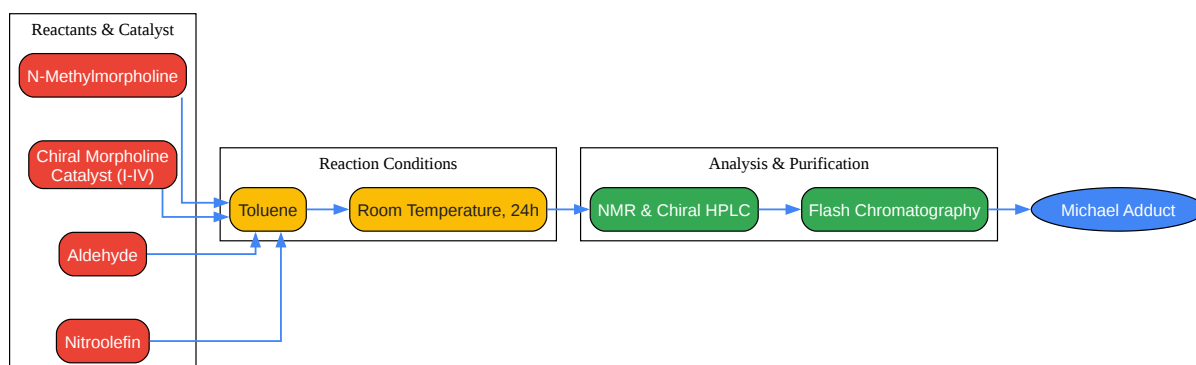 Reactants & Catalyst
N-Methylmorpholine
Chiral Morpholine
Catalyst (I-IV)
Aldehyde
Nitroolefin
Reaction Conditions
Toluene
Room Temperature, 24h
Analysis & Purification
NMR & Chiral HPLC
Flash Chromatography
Michael Adduct